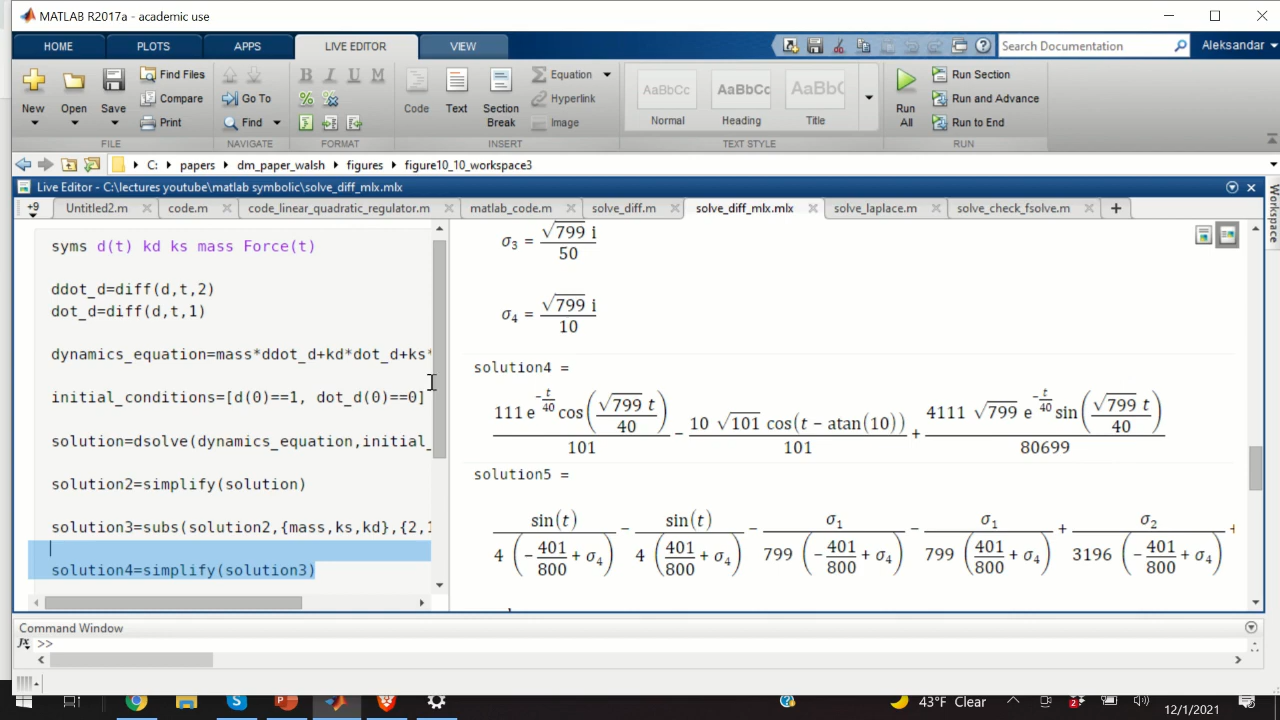 MATLAB R2017a - academic use
HOME PLOTS APPS LIVE EDITOR VIEW Search Documentation Aleksandar
New Open Save Find Files Compare Print Go To Find B I U M Code Text Section Break Σ Equation Hyperlink Image AaBbCc AaBbCc AaBbC Normal Heading Title Run All Run Section Run and Advance Run to End
FILE NAVIGATE FORMAT INSERT TEXT STYLE RUN
C: papers dm_paper_walsh figures figure10_10_workspace3
Live Editor - C:\lectures youtube\matlab symbolic\solve_diff_mlx.mlx
Workspace
+9 Untitled2.m code.m code_linear_quadratic_regulator.m matlab_code.m solve_diff.m solve_diff_mlx.mlx solve_laplace.m solve_check_fsolve.m +
syms d(t) kd ks mass Force(t)
ddot_d=diff(d,t,2)
dot_d=diff(d,t,1)
dynamics_equation=mass*ddot_d+kd*dot_d+ks*
initial_conditions=[d(0)==1, dot_d(0)==0]
solution=dsolve(dynamics_equation,initial_
solution2=simplify(solution)
solution3=subs(solution2,{mass,ks,kd},{2,1
solution4=simplify(solution3)
σ3 = √799 i / 50
σ4 = √799 i / 10
solution4 =
111 e^(-t/40) cos(√799 t / 40) / 101 − 10 √101 cos(t − atan(10)) / 101 + 4111 √799 e^(-t/40) sin(√799 t / 40) / 80699
solution5 =
sin(t) / 4 (−401/800 + σ4) − sin(t) / 4 (401/800 + σ4) − σ1 / 799 (−401/800 + σ4) − σ1 / 799 (401/800 + σ4) + σ2 / 3196 (−401/800 + σ4) +
Command Window
fx >>
43°F Clear
12/1/2021